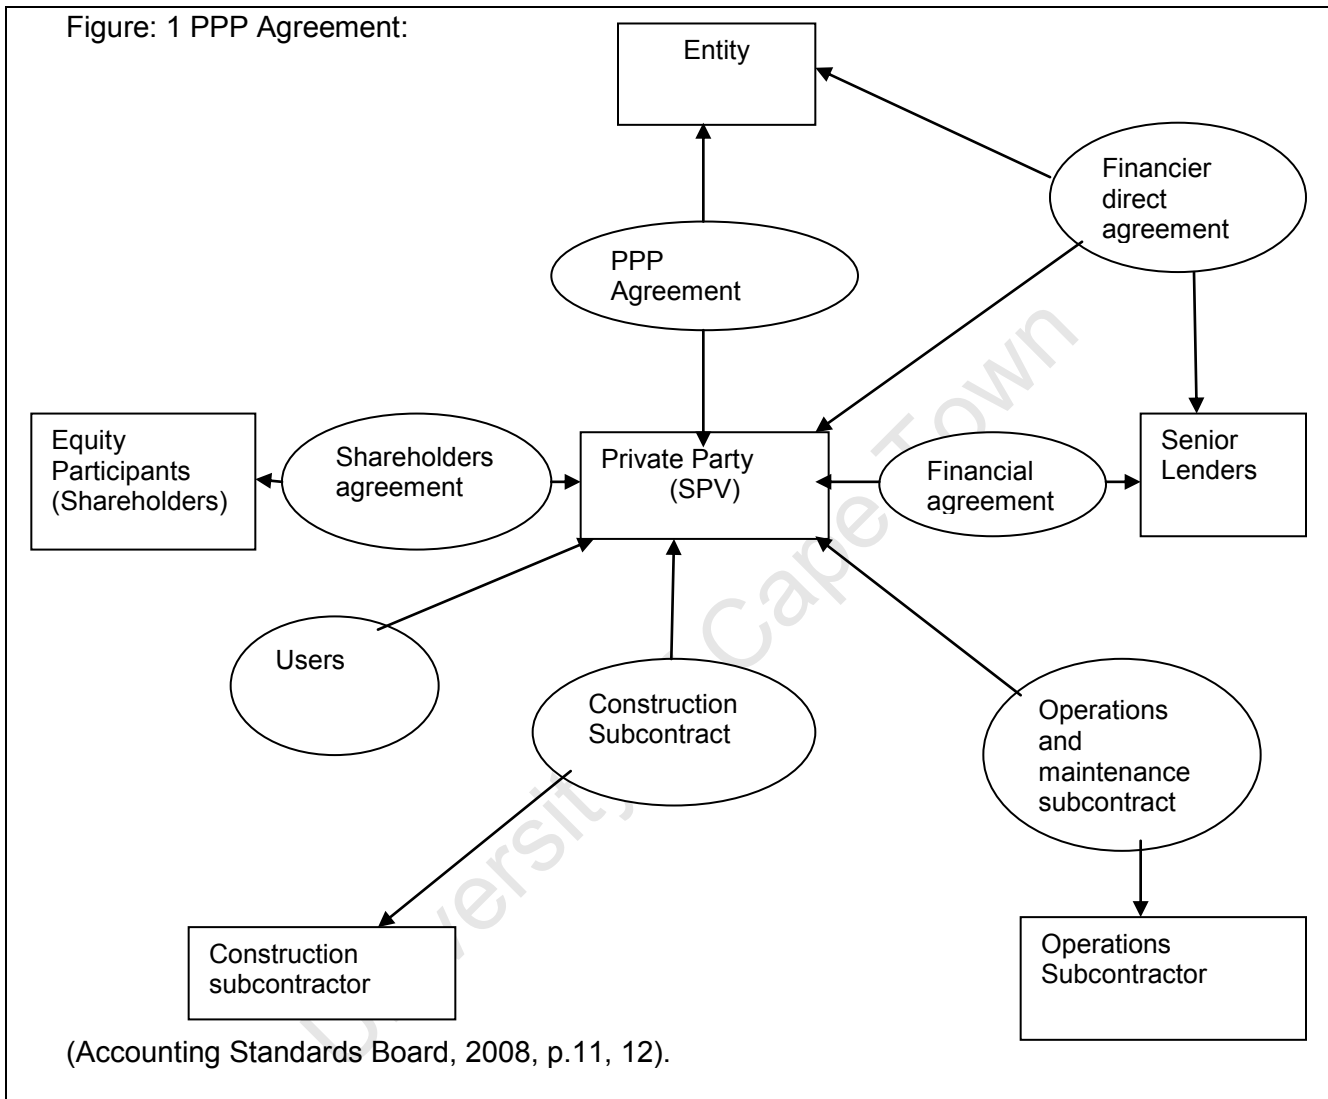 Figure: 1 PPP Agreement:
Entity
Financier
direct
agreement
PPP
Agreement
Equity
Participants
(Shareholders)
Shareholders
agreement
Private Party
(SPV)
Financial
agreement
Senior
Lenders
Users
Construction
Subcontract
Operations
and
maintenance
subcontract
Construction
subcontractor
Operations
Subcontractor
(Accounting Standards Board, 2008, p.11, 12).
Cape Town